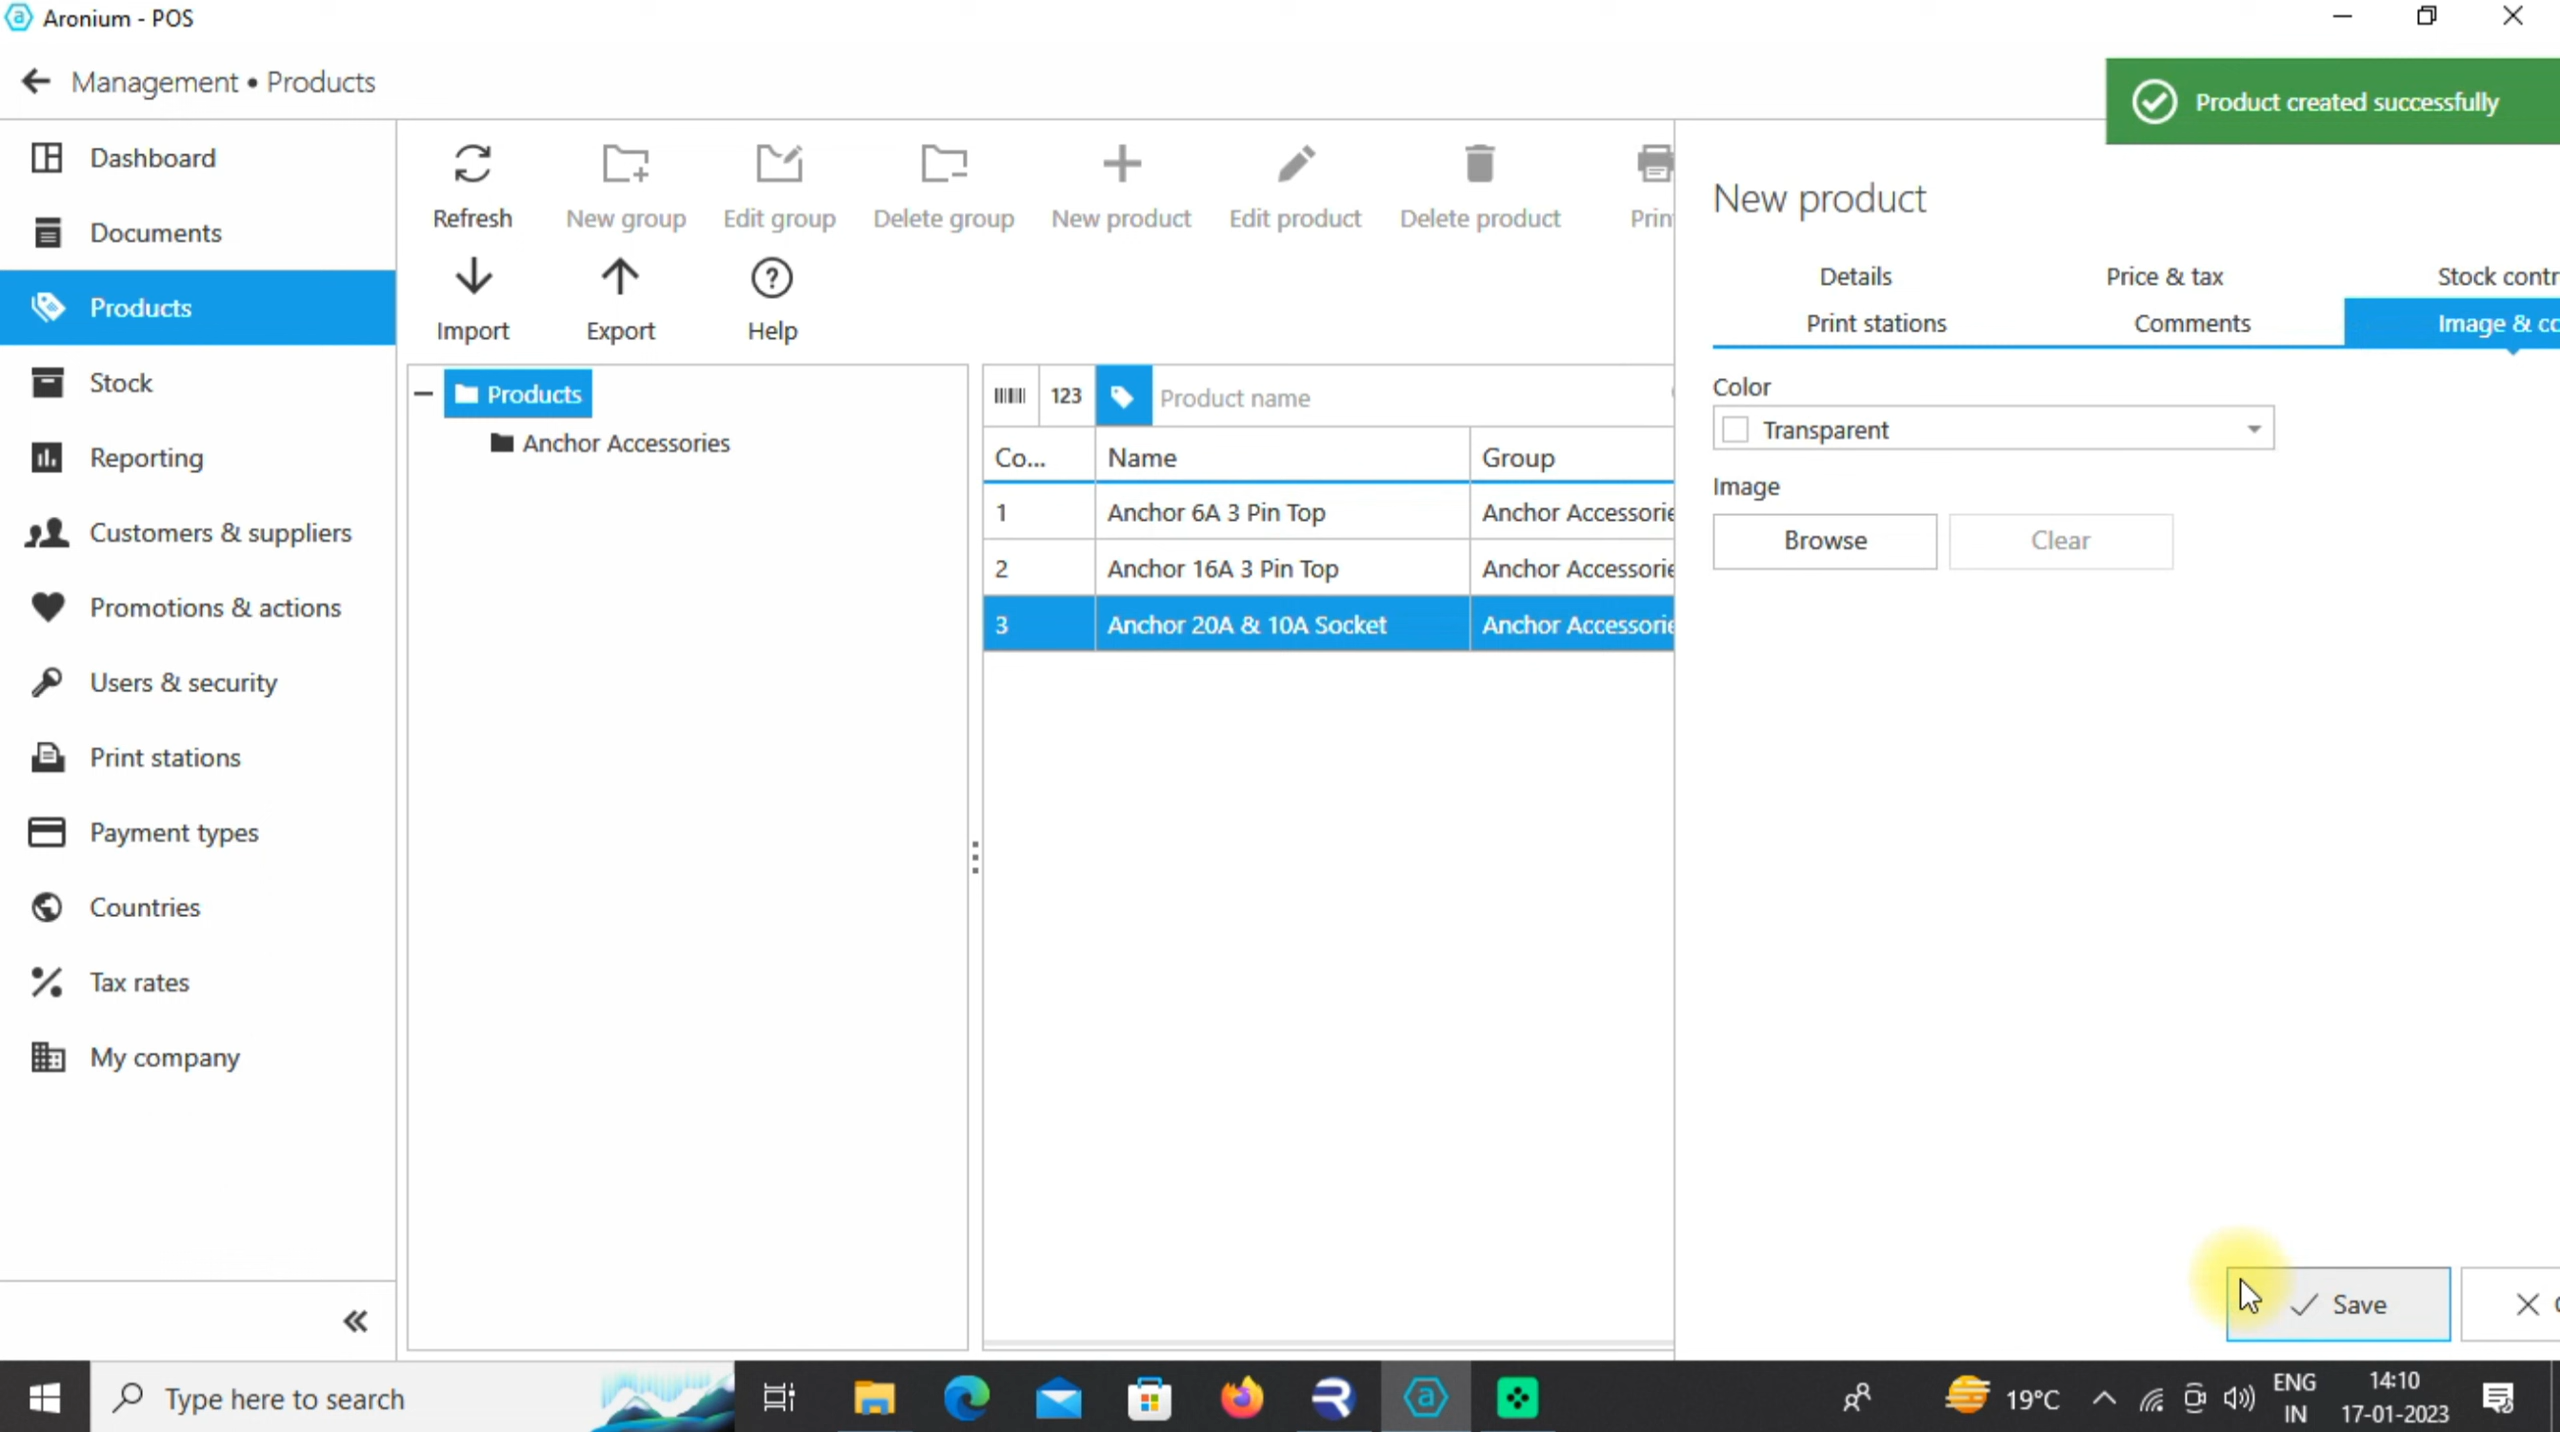 Aronium - POS
Management • Products
Product created successfully
Dashboard
Documents
Products
Stock
Reporting
Customers & suppliers
Promotions & actions
Users & security
Print stations
Payment types
Countries
Tax rates
My company
Refresh
New group
Edit group
Delete group
New product
Edit product
Delete product
Prin
Import
Export
Help
Products
Anchor Accessories
123
Product name
Co... Name Group
1 Anchor 6A 3 Pin Top Anchor Accessorie
2 Anchor 16A 3 Pin Top Anchor Accessorie
3 Anchor 20A & 10A Socket Anchor Accessorie
New product
Details Price & tax Stock contr
Print stations Comments Image & co
Color
Transparent
Image
Browse Clear
Save
Type here to search
19°C
ENG
IN
14:10
17-01-2023